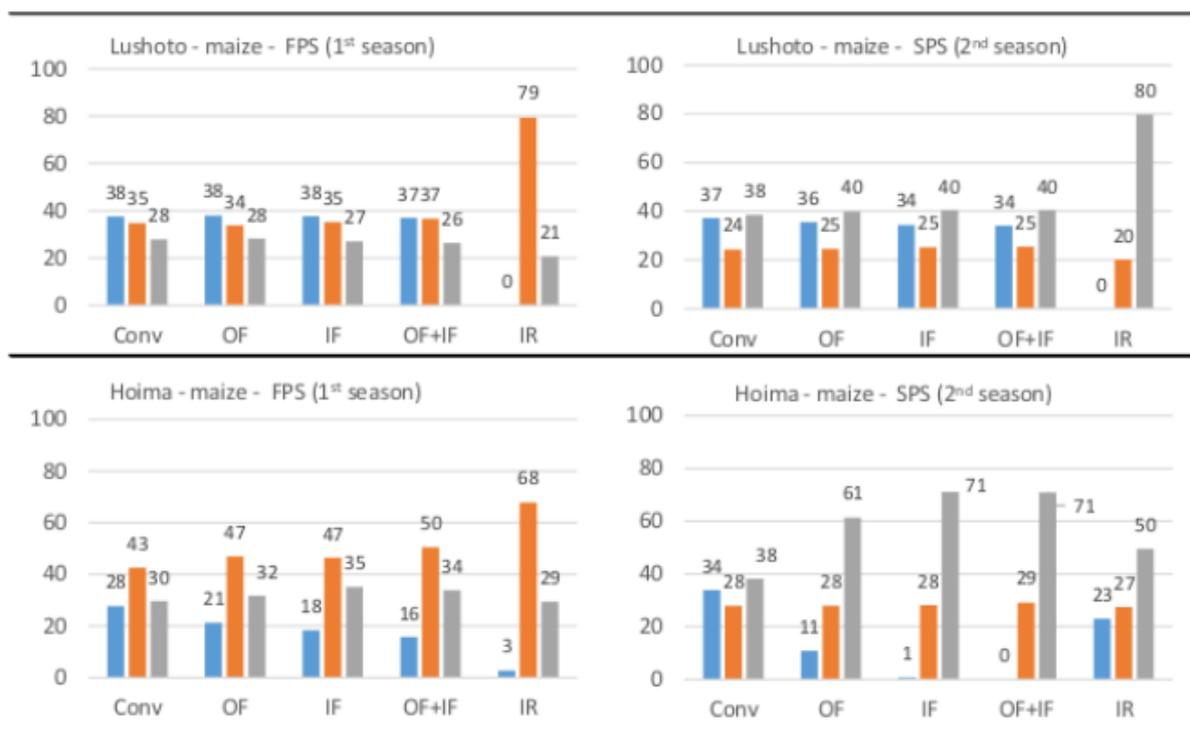 Lushoto - maize - FPS (1st season)
100
80
60
40
20
0
38 35 28
38 34 28
38 35 27
37 37 26
0 79 21
Conv OF IF OF+IF IR
Lushoto - maize - SPS (2nd season)
100
80
60
40
20
0
37 24 38
36 25 40
34 25 40
34 25 40
0 20 80
Conv OF IF OF+IF IR
Hoima - maize - FPS (1st season)
100
80
60
40
20
0
28 43 30
21 47 32
18 47 35
16 50 34
3 68 29
Conv OF IF OF+IF IR
Hoima - maize - SPS (2nd season)
100
80
60
40
20
0
34 28 38
11 28 61
1 28 71
0 29 71
23 27 50
Conv OF IF OF+IF IR